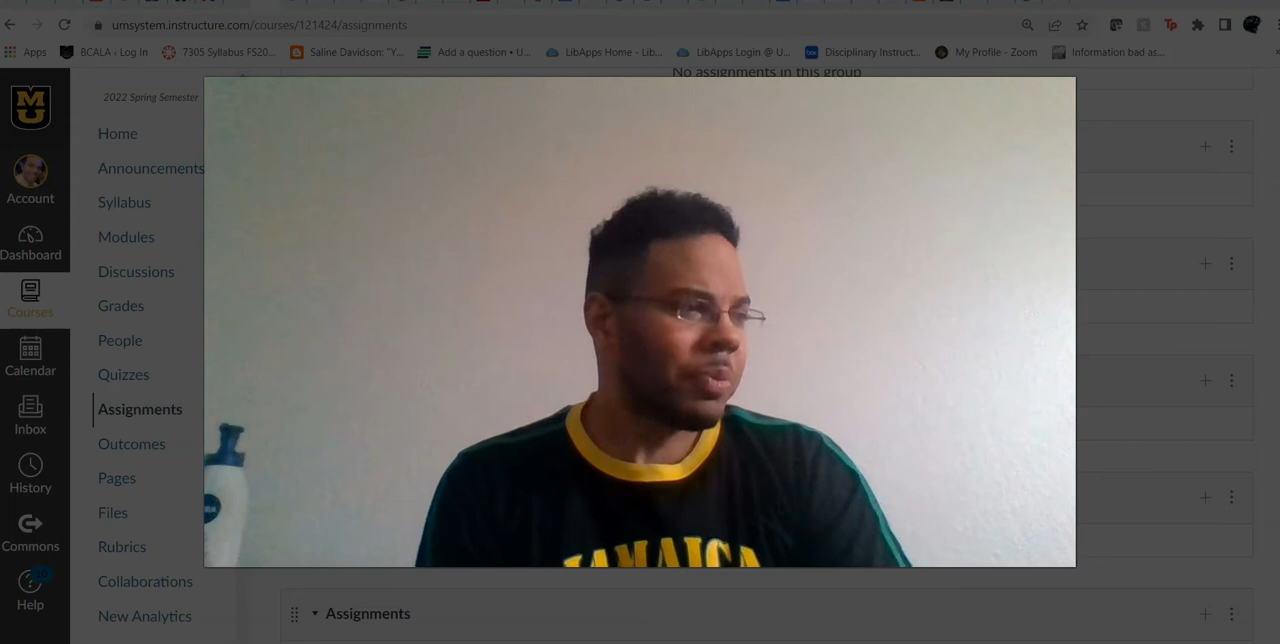 umsystem.instructure.com/courses/121424/assignments
Apps BCALA : Log In 7305 Syllabus FS20... Saline Davidson: "Y... Add a question • U... LibApps Home - Lib... LibApps Login @ U... Disciplinary Instruct... My Profile - Zoom Information bad as...
No assignments in this group
2022 Spring Semester
MU
Home
Announcements
Account
Syllabus
Modules
Dashboard
Discussions
Courses
Grades
People
Calendar
Quizzes
Assignments
Inbox
Outcomes
History
Pages
Files
Commons
Rubrics
Collaborations
Help
New Analytics
JAMAICA
Assignments